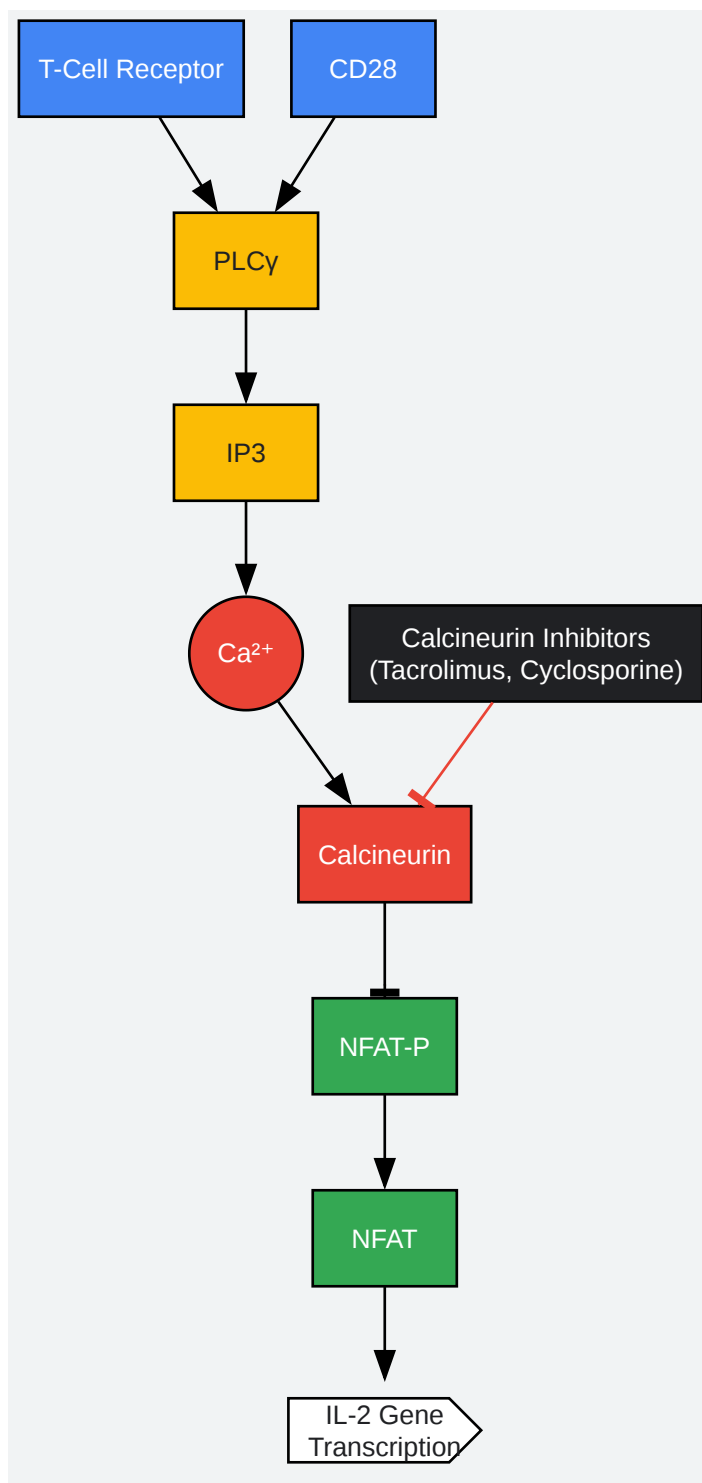 T-Cell Receptor
CD28
PLCγ
IP3
Ca²⁺
Calcineurin Inhibitors
(Tacrolimus, Cyclosporine)
Calcineurin
NFAT-P
NFAT
IL-2 Gene
Transcription